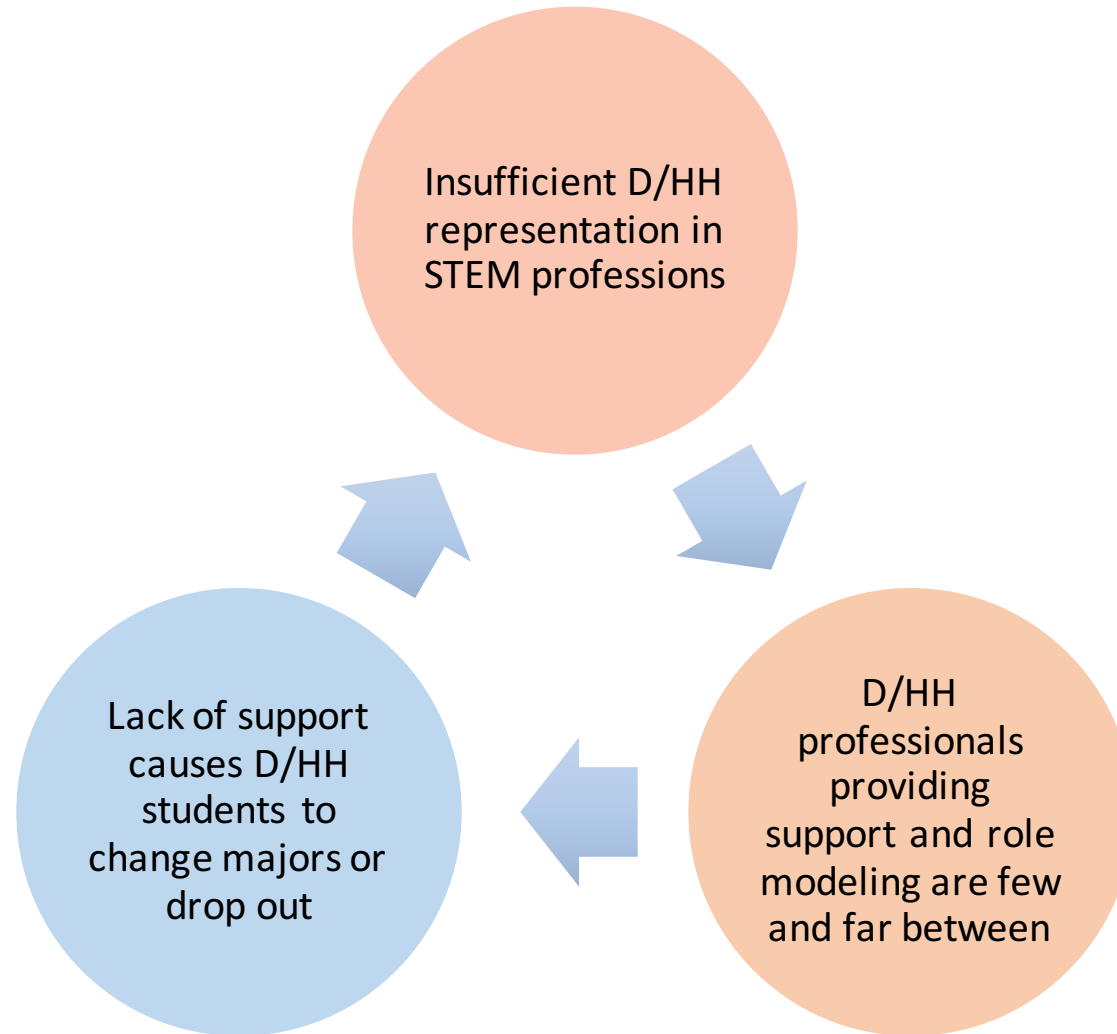 Insufficient D/HH
representation in
STEM professions
D/HH
professionals
providing
support and role
modeling are few
and far between
Lack of support
causes D/HH
students to
change majors or
drop out